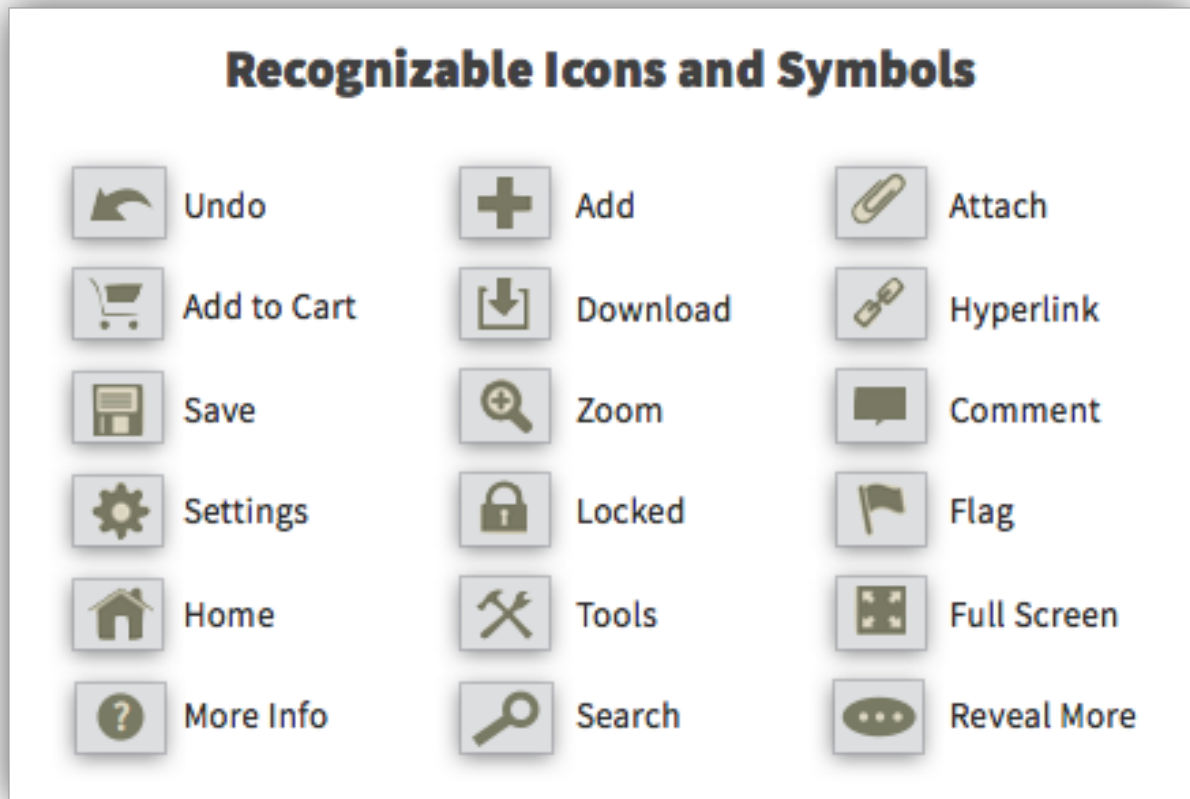 Recognizable Icons and Symbols
Undo
Add
Attach
Add to Cart
Download
Hyperlink
Save
Zoom
Comment
Settings
Locked
Flag
Home
Tools
Full Screen
?
More Info
Search
Reveal More